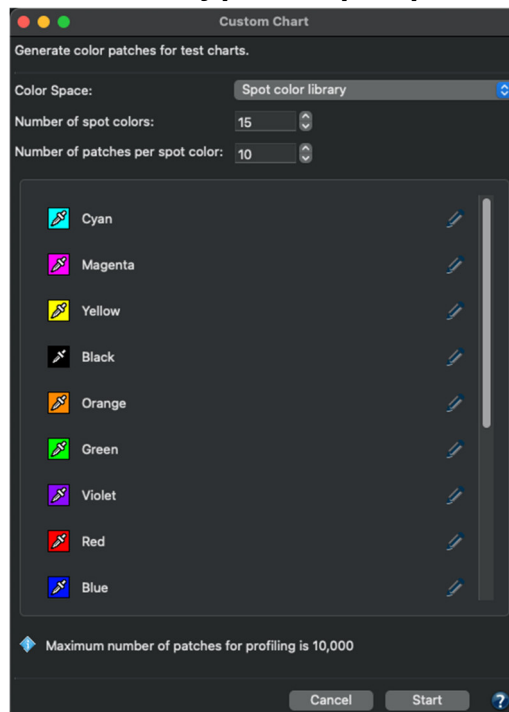 Custom Chart
Generate color patches for test charts.
Color Space: Spot color library
Number of spot colors: 15
Number of patches per spot color: 10
Cyan
Magenta
Yellow
Black
Orange
Green
Violet
Red
Blue
Maximum number of patches for profiling is 10,000
Cancel Start ?